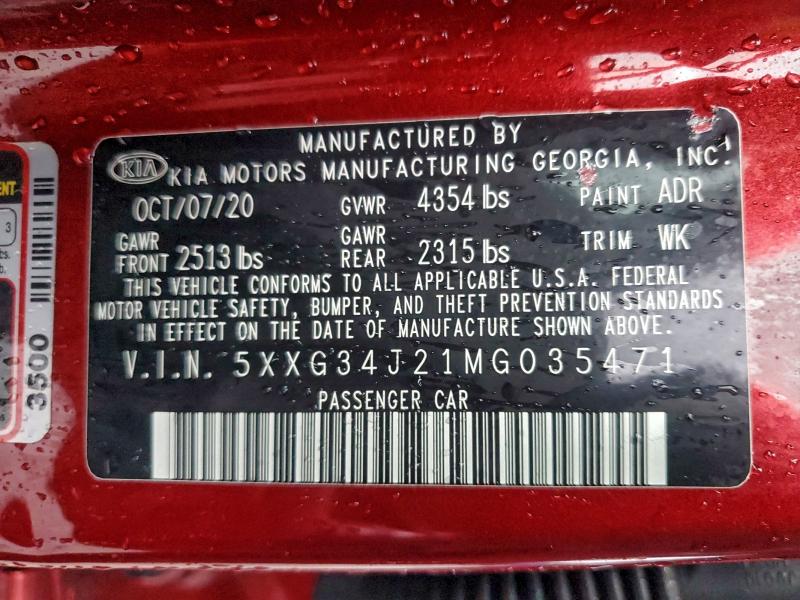 MANUFACTURED BY
KIA KIA MOTORS MANUFACTURING GEORGIA, INC.
OCT/07/20 GVWR 4354 lbs PAINT ADR
GAWR FRONT 2513 lbs GAWR REAR 2315 lbs TRIM WK
THIS VEHICLE CONFORMS TO ALL APPLICABLE U.S.A. FEDERAL
MOTOR VEHICLE SAFETY, BUMPER, AND THEFT PREVENTION STANDARDS
IN EFFECT ON THE DATE OF MANUFACTURE SHOWN ABOVE.
V.I.N. 5XXG34J21MG035471
PASSENGER CAR
3500
3